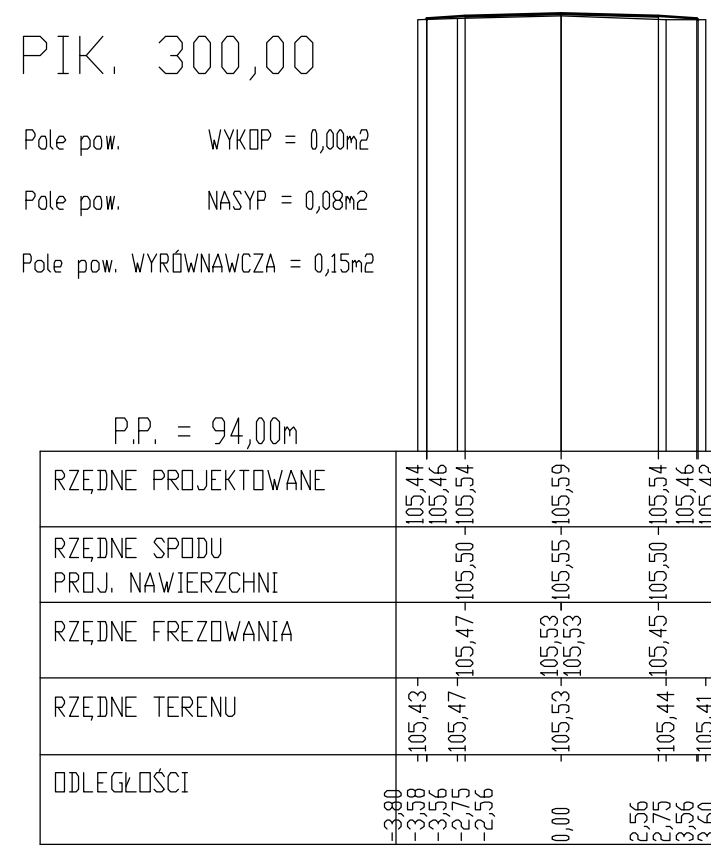 PIK. 300,00
Pole pow. WYKOP = 0,00m2
Pole pow. NASYP = 0,08m2
Pole pow. WYRÓWNAWCZA = 0,15m2
P.P. = 94,00m
RZĘDNE PROJEKTOWANE 105,44 105,46 105,54 105,59 105,54 105,46 105,42
RZĘDNE SPODU
PROJ. NAWIERZCHNI 105,50 105,55 105,50
RZĘDNE FREZOWANIA 105,47 105,53 105,53 105,45
RZĘDNE TERENU 105,43 105,47 105,53 105,44 105,41
ODLEGŁOŚCI -3,80 -3,58 -3,56 -2,75 -2,56 0,00 2,56 2,75 3,56 3,60